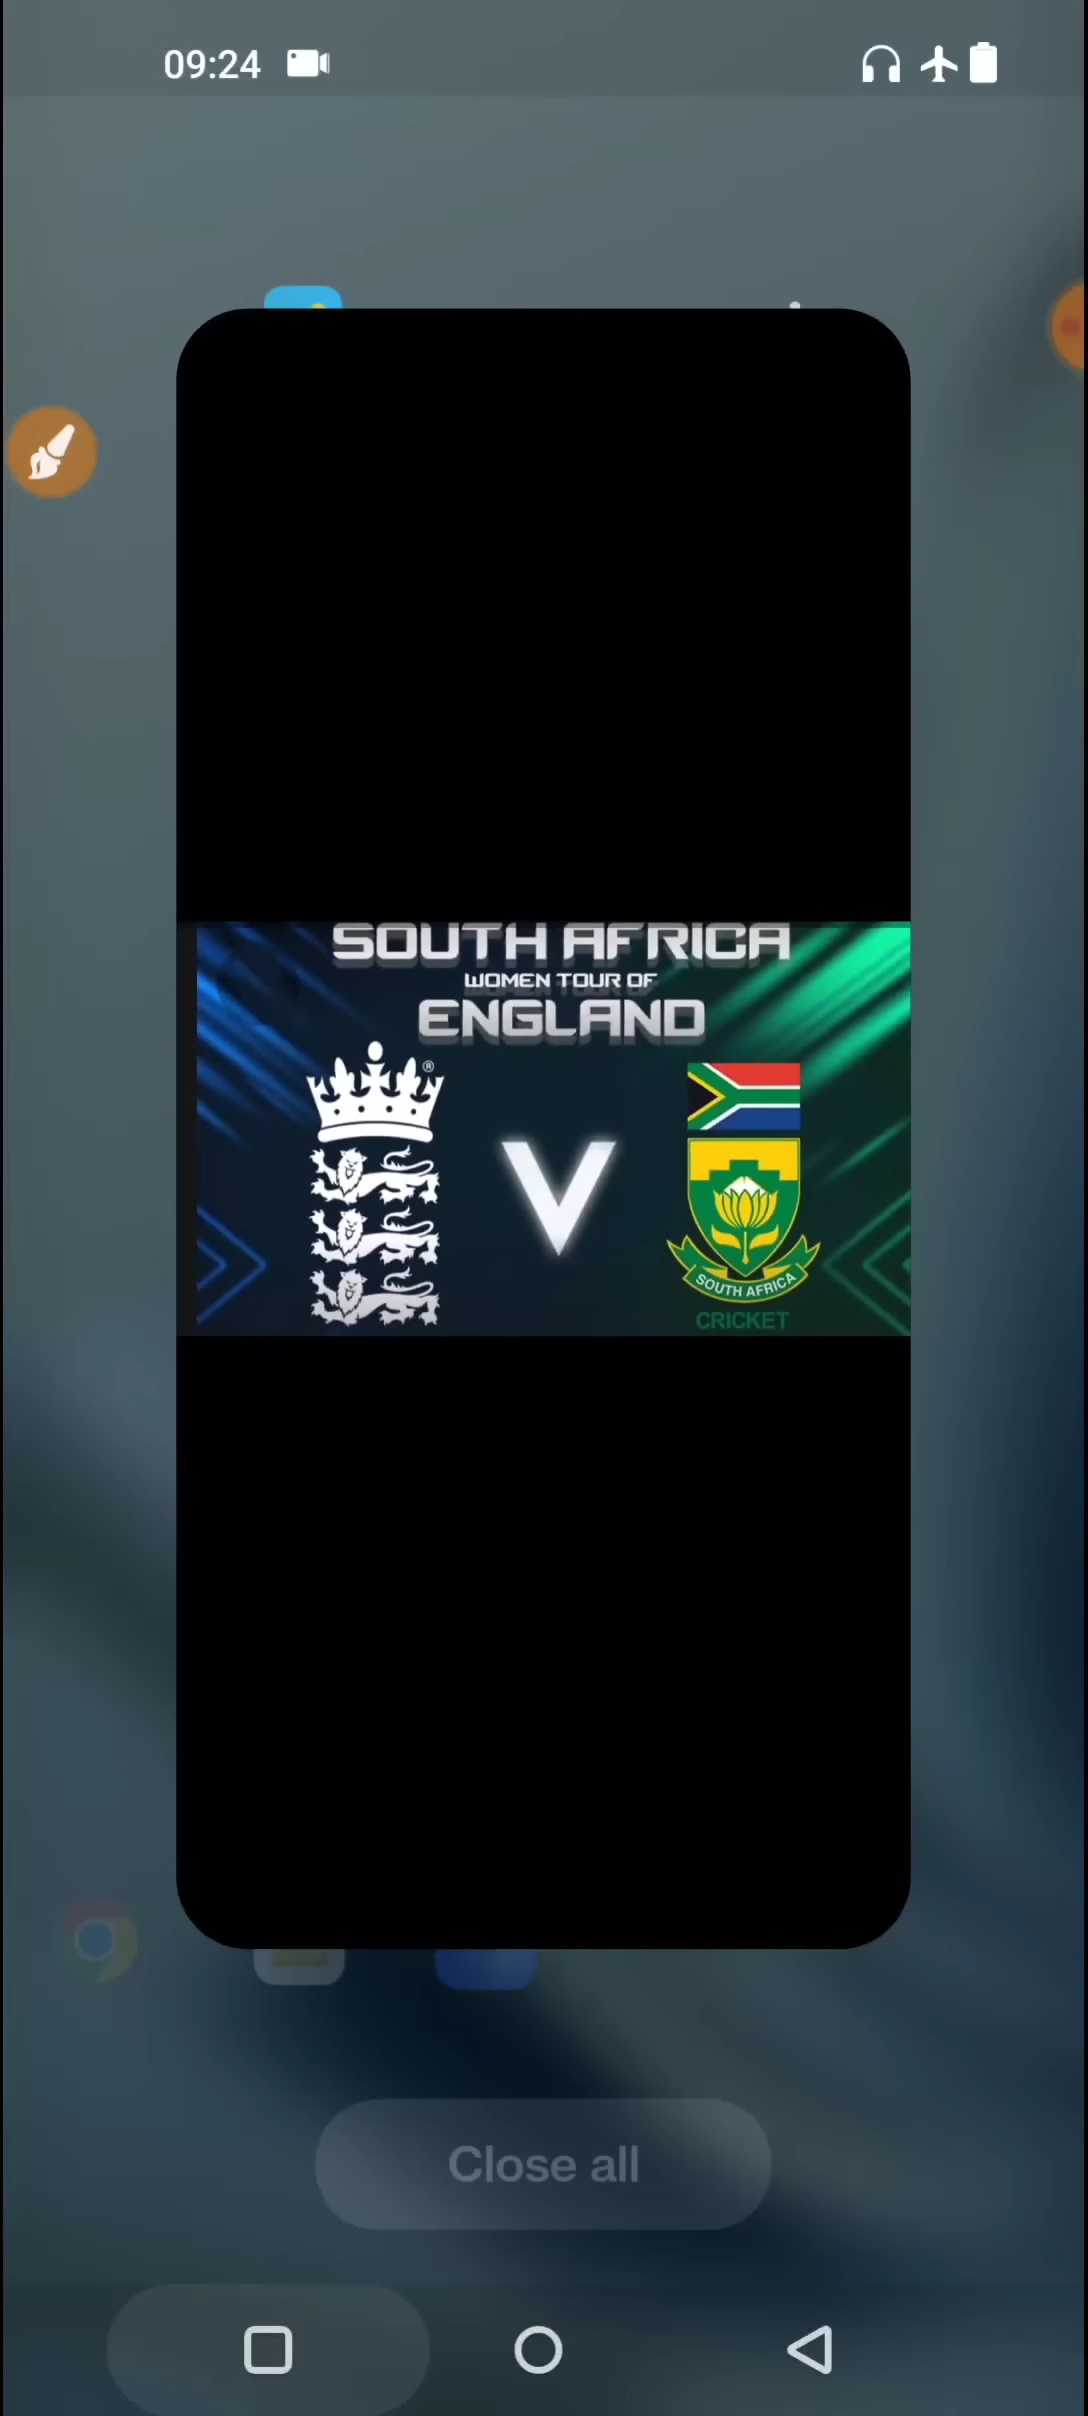 09:24
SOUTH AFRICA
WOMEN TOUR OF
ENGLAND
®
V
SOUTH AFRICA
CRICKET
Close all